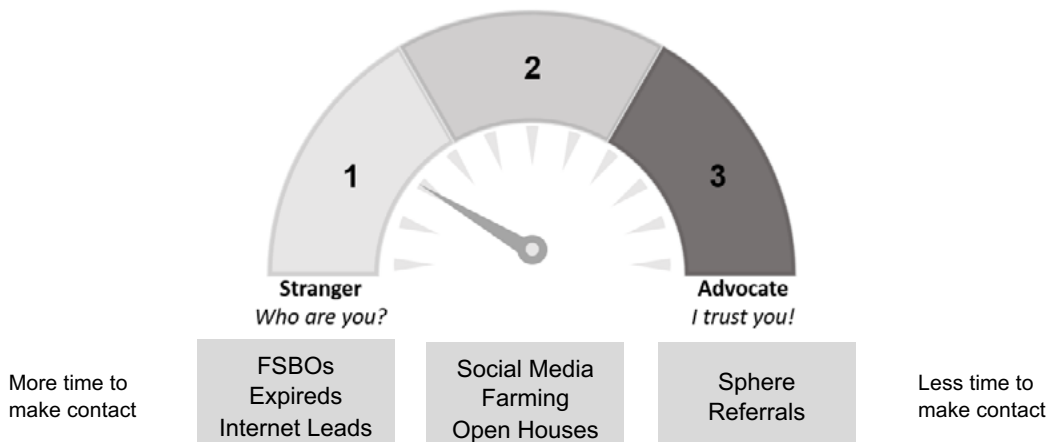 2
1
3
Stranger
Who are you?
Advocate
I trust you!
More time to
make contact
FSBOs
Expireds
Internet Leads
Social Media
Farming
Open Houses
Sphere
Referrals
Less time to
make contact